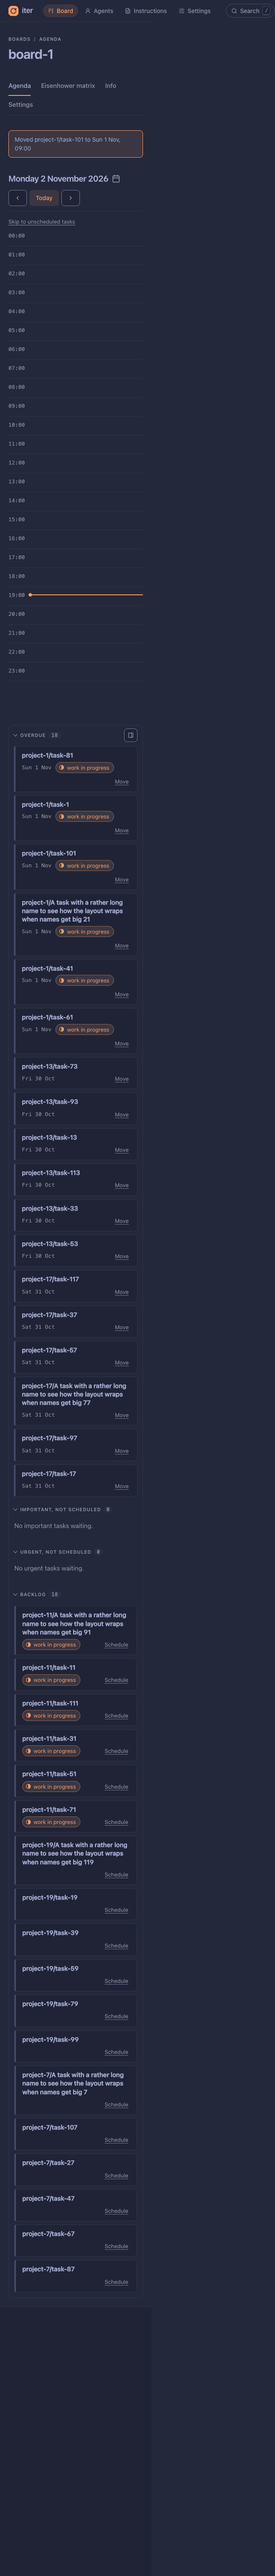 iter
Board
Agents
Instructions
Settings
Search /
BOARDS / AGENDA
board-1
Agenda
Eisenhower matrix
Info
Settings
Moved project-1/task-101 to Sun 1 Nov,
09:00
Monday 2 November 2026
Today
Skip to unscheduled tasks
00:00
01:00
02:00
03:00
04:00
05:00
06:00
07:00
08:00
09:00
10:00
11:00
12:00
13:00
14:00
15:00
16:00
17:00
18:00
19:00
20:00
21:00
22:00
23:00
OVERDUE 18
project-1/task-81
Sun 1 Nov work in progress
Move
project-1/task-1
Sun 1 Nov work in progress
Move
project-1/task-101
Sun 1 Nov work in progress
Move
project-1/A task with a rather long
name to see how the layout wraps
when names get big 21
Sun 1 Nov work in progress
Move
project-1/task-41
Sun 1 Nov work in progress
Move
project-1/task-61
Sun 1 Nov work in progress
Move
project-13/task-73
Fri 30 Oct Move
project-13/task-93
Fri 30 Oct Move
project-13/task-13
Fri 30 Oct Move
project-13/task-113
Fri 30 Oct Move
project-13/task-33
Fri 30 Oct Move
project-13/task-53
Fri 30 Oct Move
project-17/task-117
Sat 31 Oct Move
project-17/task-37
Sat 31 Oct Move
project-17/task-57
Sat 31 Oct Move
project-17/A task with a rather long
name to see how the layout wraps
when names get big 77
Sat 31 Oct Move
project-17/task-97
Sat 31 Oct Move
project-17/task-17
Sat 31 Oct Move
IMPORTANT, NOT SCHEDULED 0
No important tasks waiting.
URGENT, NOT SCHEDULED 0
No urgent tasks waiting.
BACKLOG 18
project-11/A task with a rather long
name to see how the layout wraps
when names get big 91
work in progress Schedule
project-11/task-11
work in progress Schedule
project-11/task-111
work in progress Schedule
project-11/task-31
work in progress Schedule
project-11/task-51
work in progress Schedule
project-11/task-71
work in progress Schedule
project-19/A task with a rather long
name to see how the layout wraps
when names get big 119
Schedule
project-19/task-19
Schedule
project-19/task-39
Schedule
project-19/task-59
Schedule
project-19/task-79
Schedule
project-19/task-99
Schedule
project-7/A task with a rather long
name to see how the layout wraps
when names get big 7
Schedule
project-7/task-107
Schedule
project-7/task-27
Schedule
project-7/task-47
Schedule
project-7/task-67
Schedule
project-7/task-87
Schedule